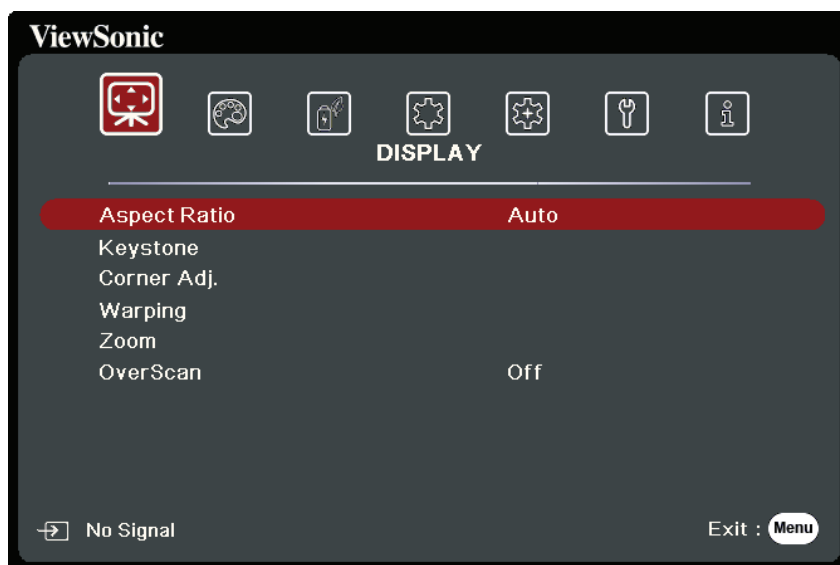 ViewSonic
DISPLAY
Aspect Ratio Auto
Keystone
Corner Adj.
Warping
Zoom
OverScan Off
No Signal Exit : Menu